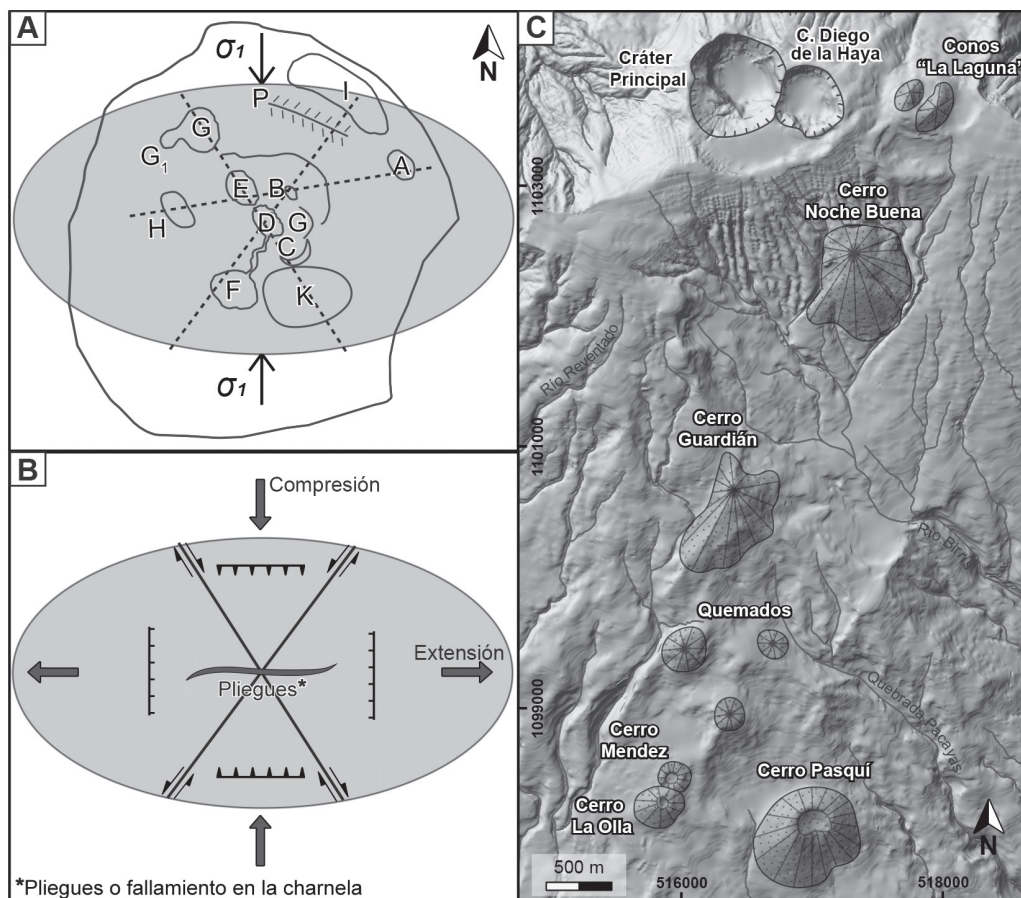 A
σ1
N
P
I
G
G1
A
E
B
H
D
G
C
F
K
σ1
B
Compresión
Extensión
Pliegues*
*Pliegues o fallamiento en la charnela
C
Cráter
Principal
C. Diego
de la Haya
Conos
“La Laguna”
1103000
Cerro
Noche Buena
Río Reventado
Cerro
Guardián
1101000
Río Birrís
Quemados
Quebrada Pacayas
1099000
Cerro
Mendez
Cerro Pasquí
Cerro
La Olla
N
500 m
516000
518000